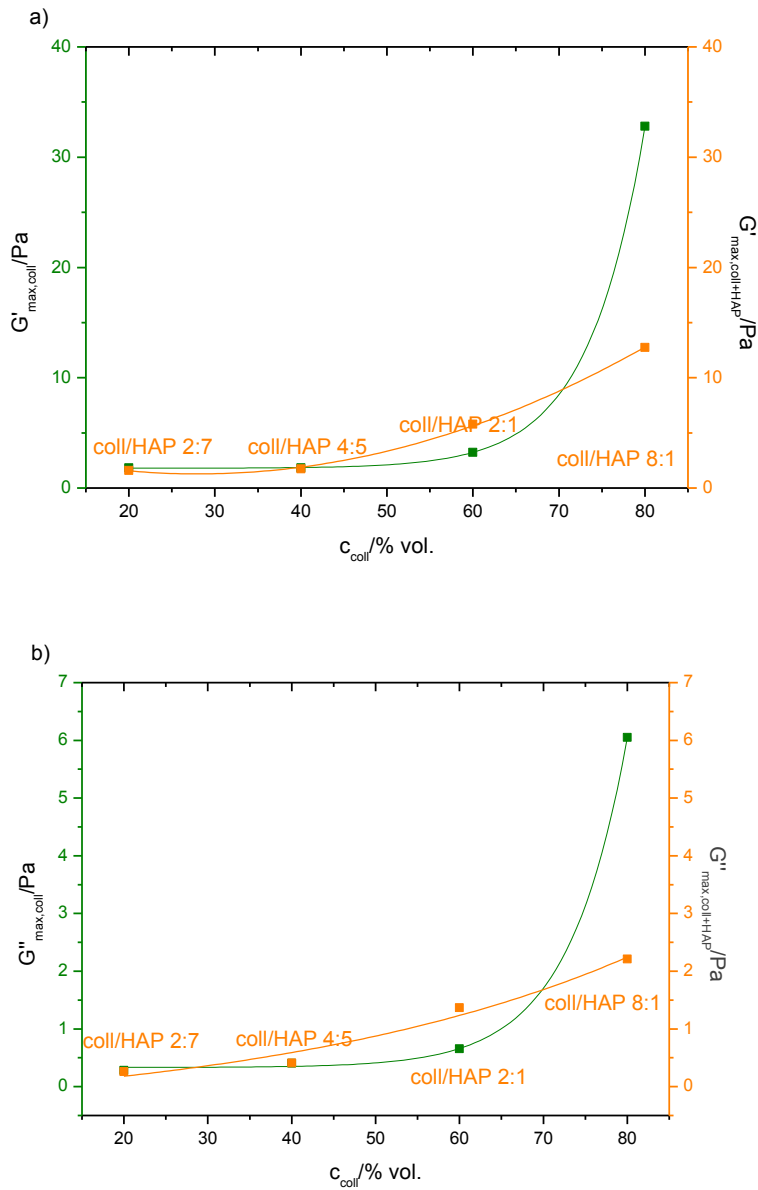 a)
40
30
20
10
0
G'max,coll/Pa
40
30
20
10
0
G'max,coll+HAP/Pa
coll/HAP 2:7
coll/HAP 4:5
coll/HAP 2:1
coll/HAP 8:1
20 30 40 50 60 70 80
ccoll/% vol.
b)
7
6
5
4
3
2
1
0
G''max,coll/Pa
7
6
5
4
3
2
1
0
G''max,coll+HAP/Pa
coll/HAP 2:7
coll/HAP 4:5
coll/HAP 2:1
coll/HAP 8:1
20 30 40 50 60 70 80
ccoll/% vol.